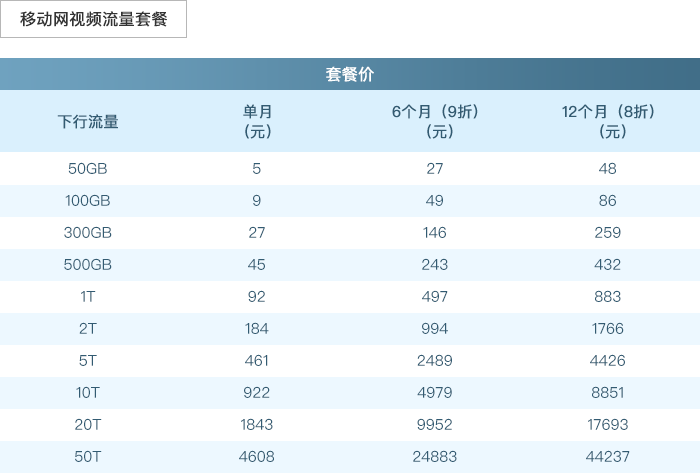 移动网视频流量套餐
套餐价
下行流量 单月 6个月（9折） 12个月（8折）
（元） （元） （元）
50GB 5 27 48
100GB 9 49 86
300GB 27 146 259
500GB 45 243 432
1T 92 497 883
2T 184 994 1766
5T 461 2489 4426
10T 922 4979 8851
20T 1843 9952 17693
50T 4608 24883 44237